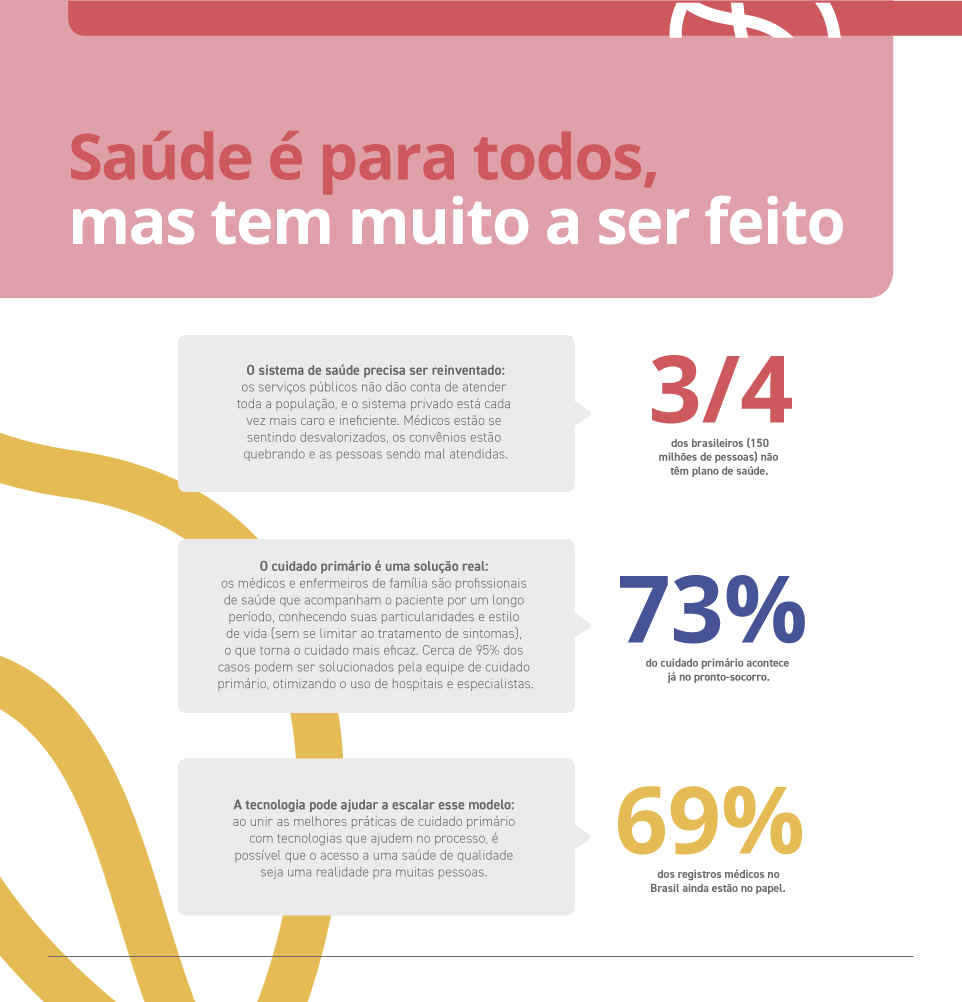 Saúde é para todos,
mas tem muito a ser feito
O sistema de saúde precisa ser reinventado:
os serviços públicos não dão conta de atender
toda a população, e o sistema privado está cada
vez mais caro e ineficiente. Médicos estão se
sentindo desvalorizados, os convênios estão
quebrando e as pessoas sendo mal atendidas.
3/4
dos brasileiros (150
milhões de pessoas) não
têm plano de saúde.
O cuidado primário é uma solução real:
os médicos e enfermeiros de família são profissionais
de saúde que acompanham o paciente por um longo
período, conhecendo suas particularidades e estilo
de vida (sem se limitar ao tratamento de sintomas),
o que torna o cuidado mais eficaz. Cerca de 95% dos
casos podem ser solucionados pela equipe de cuidado
primário, otimizando o uso de hospitais e especialistas.
73%
do cuidado primário acontece
já no pronto-socorro.
A tecnologia pode ajudar a escalar esse modelo:
ao unir as melhores práticas de cuidado primário
com tecnologias que ajudem no processo, é
possível que o acesso a uma saúde de qualidade
seja uma realidade pra muitas pessoas.
69%
dos registros médicos no
Brasil ainda estão no papel.